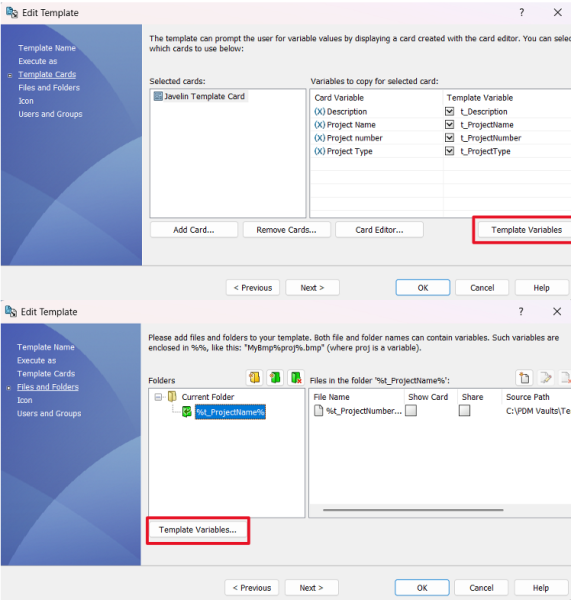 Edit Template
? ×
Template Name
Execute as
Template Cards
Files and Folders
Icon
Users and Groups
The template can prompt the user for variable values by displaying a card created with the card editor. You can selec
which cards to use below:
Selected cards:
Javelin Template Card
Variables to copy for selected card:
Card Variable Template Variable
(X) Description t_Description
(X) Project Name t_ProjectName
(X) Project number t_ProjectNumber
(X) Project Type t_ProjectType
Add Card... Remove Cards... Card Editor... Template Variables
< Previous Next > OK Cancel Help
Edit Template
? ×
Template Name
Execute as
Template Cards
Files and Folders
Icon
Users and Groups
Please add files and folders to your template. Both file and folder names can contain variables. Such variables are
enclosed in %%, like this: "MyBmp%proj%.bmp" (where proj is a variable).
Folders
Current Folder
%t_ProjectName%
Files in the folder '%t_ProjectName%':
File Name Show Card Share Source Path
%t_ProjectNumber... C:\PDM Vaults\Te
Template Variables...
< Previous Next > OK Cancel Help